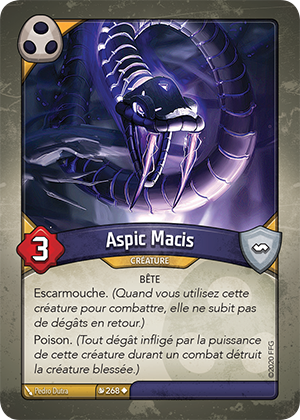 Aspic Macis
3
CRÉATURE
BÊTE
Escarmouche. (Quand vous utilisez cette
créature pour combattre, elle ne subit pas
de dégâts en retour.)
Poison. (Tout dégât infligé par la puissance
de cette créature durant un combat détruit
la créature blessée.)
©2020 FFG
Pedro Dutra
268